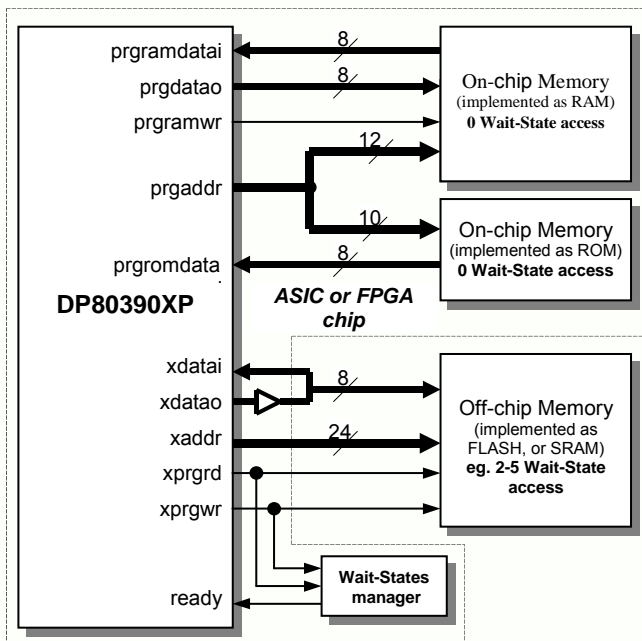 prgramdatai
8
prgdatao
8
prgramwr
12
prgaddr
10
prgromdata
8
On-chip Memory
(implemented as RAM)
0 Wait-State access
On-chip Memory
(implemented as ROM)
0 Wait-State access
DP80390XP
ASIC or FPGA
chip
xdatai
8
xdatao
xaddr
24
xprgrd
xprgwr
Off-chip Memory
(implemented as
FLASH, or SRAM)
eg. 2-5 Wait-State
access
ready
Wait-States
manager